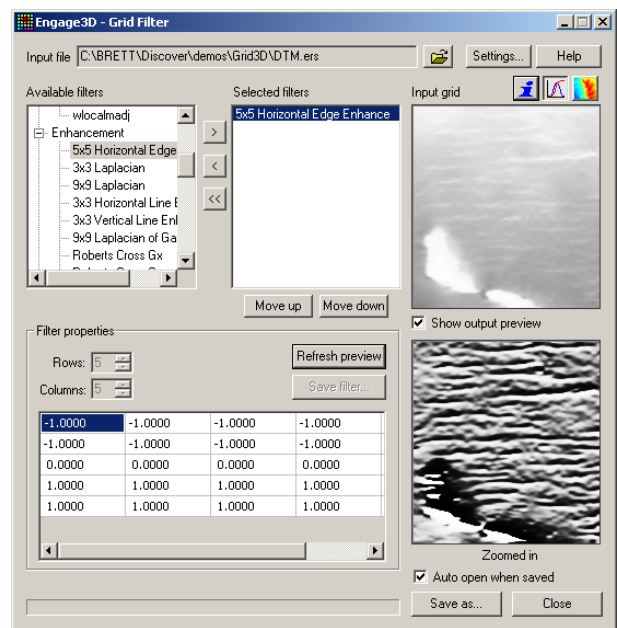 Engage3D - Grid Filter
Input file C:\BRETT\Discover\demos\Grid3D\DTM.ers Settings... Help
Available filters Selected filters Input grid
wlocalmadj
Enhancement
5x5 Horizontal Edge
3x3 Laplacian
9x9 Laplacian
3x3 Horizontal Line E
3x3 Vertical Line Enl
9x9 Laplacian of Ga
Roberts Cross Gx
5x5 Horizontal Edge Enhance
>
<
<<
Move up Move down
Show output preview
Filter properties
Rows: 5 Refresh preview
Columns: 5 Save filter...
-1.0000 -1.0000 -1.0000 -1.0000
-1.0000 -1.0000 -1.0000 -1.0000
0.0000 0.0000 0.0000 0.0000
1.0000 1.0000 1.0000 1.0000
1.0000 1.0000 1.0000 1.0000
Zoomed in
Auto open when saved
Save as... Close